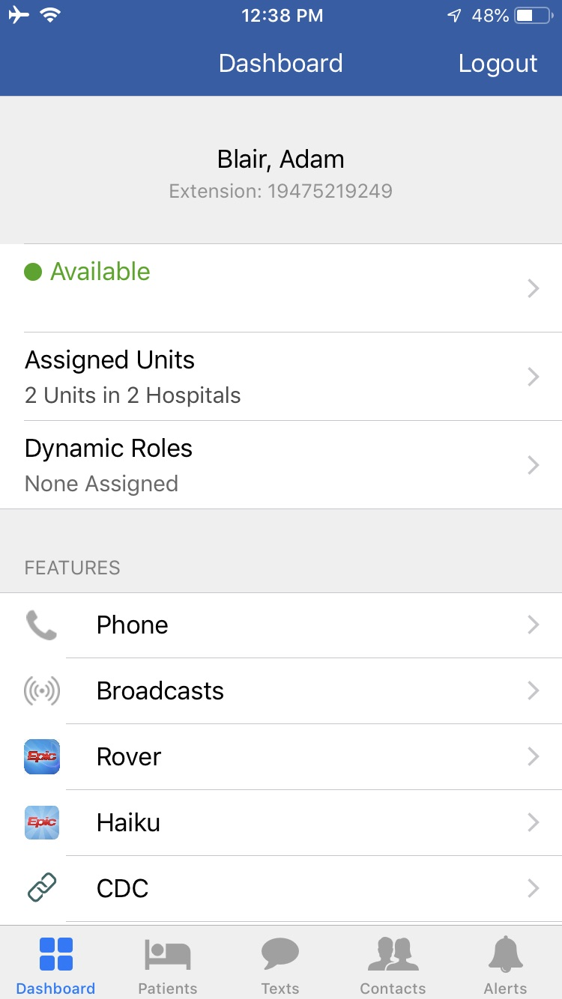 12:38 PM
48%
Dashboard
Logout
Blair, Adam
Extension: 19475219249
Available
Assigned Units
2 Units in 2 Hospitals
Dynamic Roles
None Assigned
FEATURES
Phone
Broadcasts
Epic
Rover
Epic
Haiku
CDC
Dashboard
Patients
Texts
Contacts
Alerts